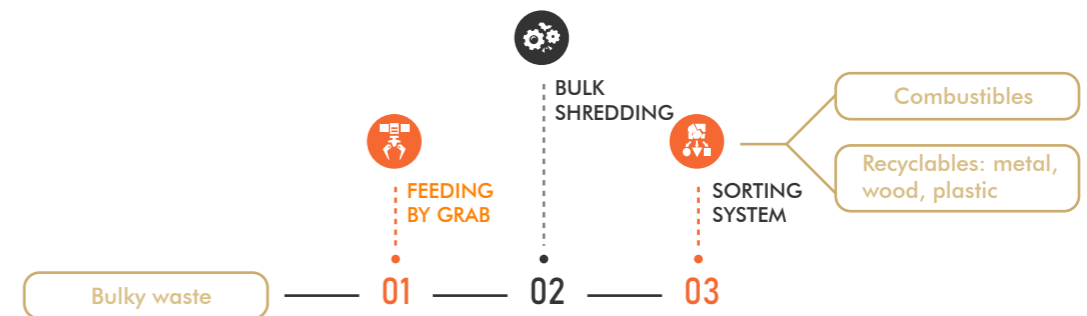 BULK
SHREDDING
Combustibles
Recyclables: metal,
wood, plastic
FEEDING
BY GRAB
SORTING
SYSTEM
Bulky waste
01
02
03